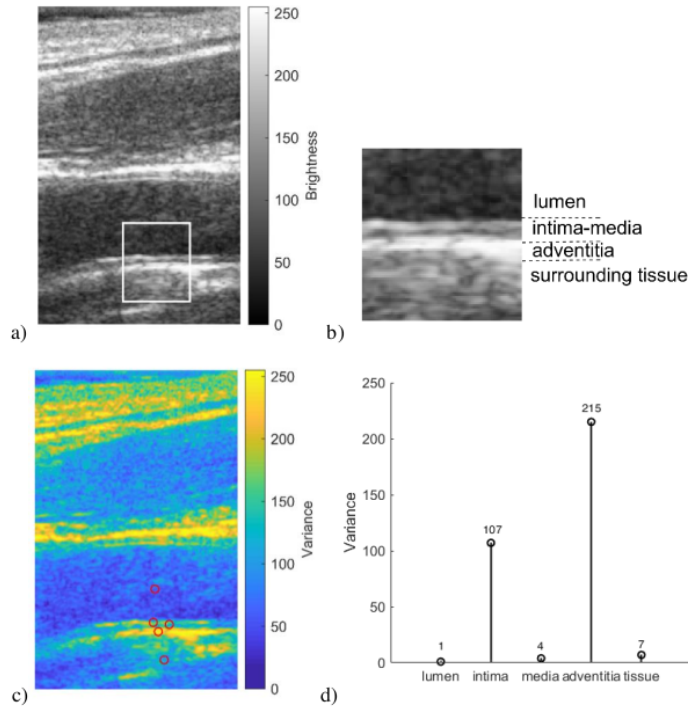 250
200
150
100
50
0
Brightness
a)
lumen
intima-media
adventitia
surrounding tissue
b)
250
200
150
100
50
0
Variance
c)
250
200
150
100
50
0
Variance
1
107
4
215
7
lumen intima media adventitia tissue
d)